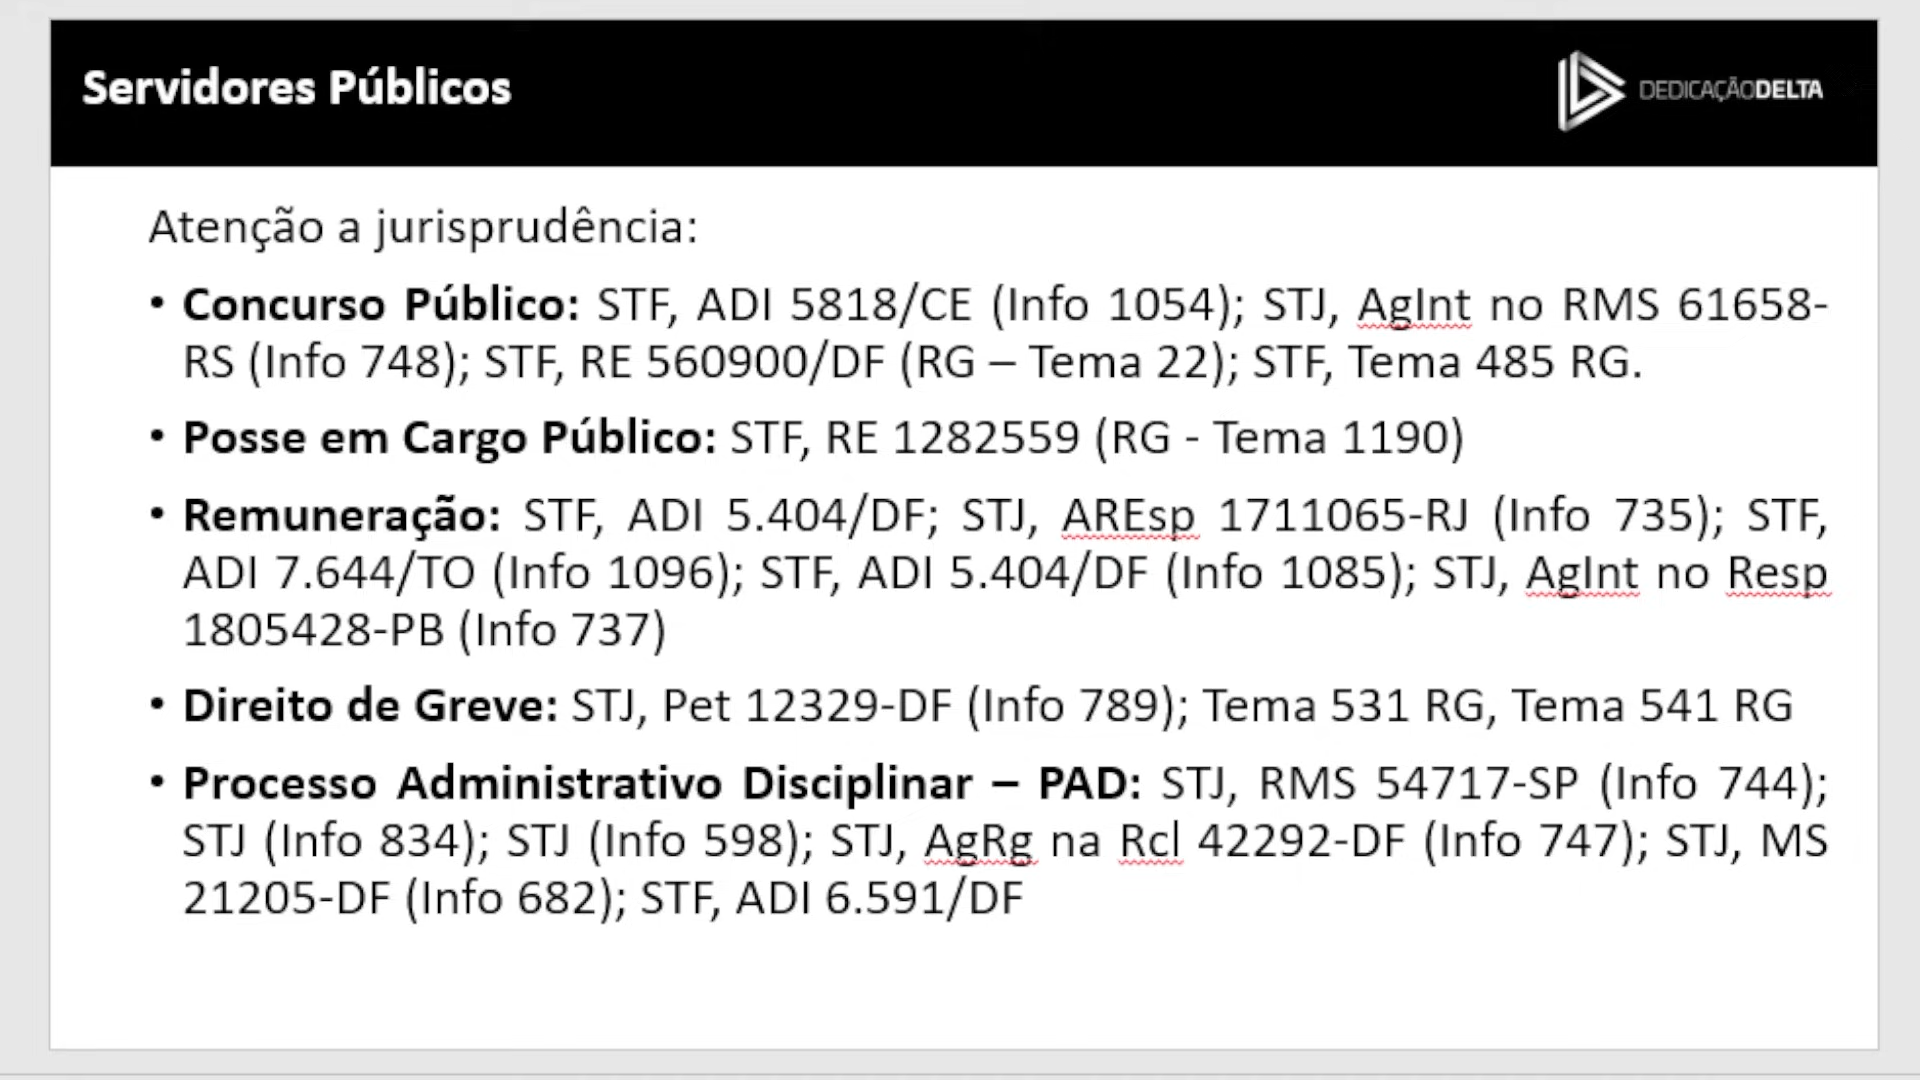 Servidores Públicos
DEDICAÇÃODELTA
Atenção a jurisprudência:
• Concurso Público: STF, ADI 5818/CE (Info 1054); STJ, AgInt no RMS 61658-
RS (Info 748); STF, RE 560900/DF (RG – Tema 22); STF, Tema 485 RG.
• Posse em Cargo Público: STF, RE 1282559 (RG - Tema 1190)
• Remuneração: STF, ADI 5.404/DF; STJ, AREsp 1711065-RJ (Info 735); STF,
ADI 7.644/TO (Info 1096); STF, ADI 5.404/DF (Info 1085); STJ, AgInt no Resp
1805428-PB (Info 737)
• Direito de Greve: STJ, Pet 12329-DF (Info 789); Tema 531 RG, Tema 541 RG
• Processo Administrativo Disciplinar – PAD: STJ, RMS 54717-SP (Info 744);
STJ (Info 834); STJ (Info 598); STJ, AgRg na Rcl 42292-DF (Info 747); STJ, MS
21205-DF (Info 682); STF, ADI 6.591/DF